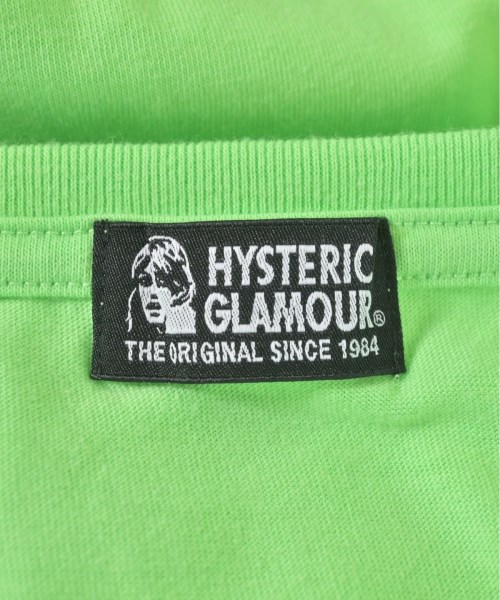 HYSTERIC
GLAMOUR®
THE ORIGINAL SINCE 1984